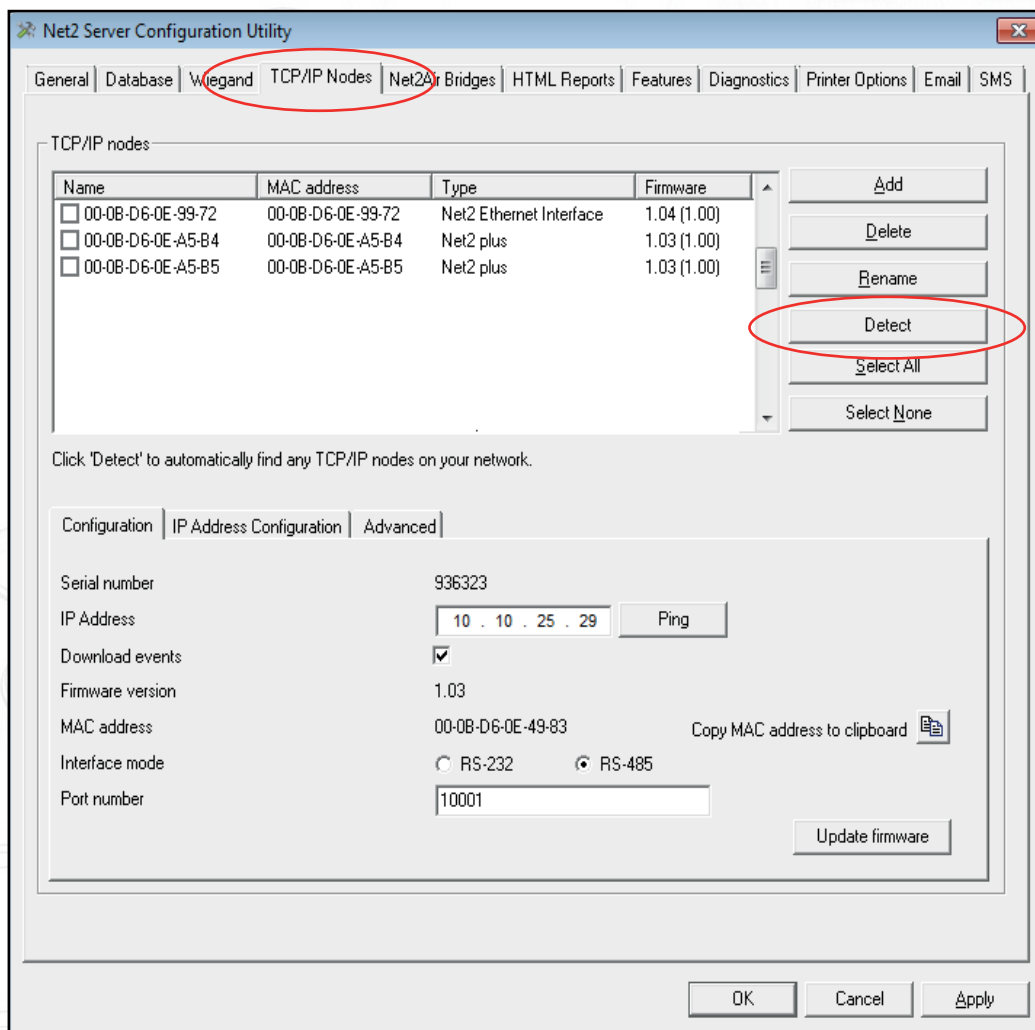 Net2 Server Configuration Utility
General Database Wiegand TCP/IP Nodes Net2Air Bridges HTML Reports Features Diagnostics Printer Options Email SMS
TCP/IP nodes
Name MAC address Type Firmware
00-0B-D6-0E-99-72 00-0B-D6-0E-99-72 Net2 Ethernet Interface 1.04 (1.00)
00-0B-D6-0E-A5-B4 00-0B-D6-0E-A5-B4 Net2 plus 1.03 (1.00)
00-0B-D6-0E-A5-B5 00-0B-D6-0E-A5-B5 Net2 plus 1.03 (1.00)
Add
Delete
Rename
Detect
Select All
Select None
Click 'Detect' to automatically find any TCP/IP nodes on your network.
Configuration IP Address Configuration Advanced
Serial number 936323
IP Address 10 . 10 . 25 . 29 Ping
Download events
Firmware version 1.03
MAC address 00-0B-D6-0E-49-83 Copy MAC address to clipboard
Interface mode RS-232 RS-485
Port number 10001
Update firmware
OK Cancel Apply